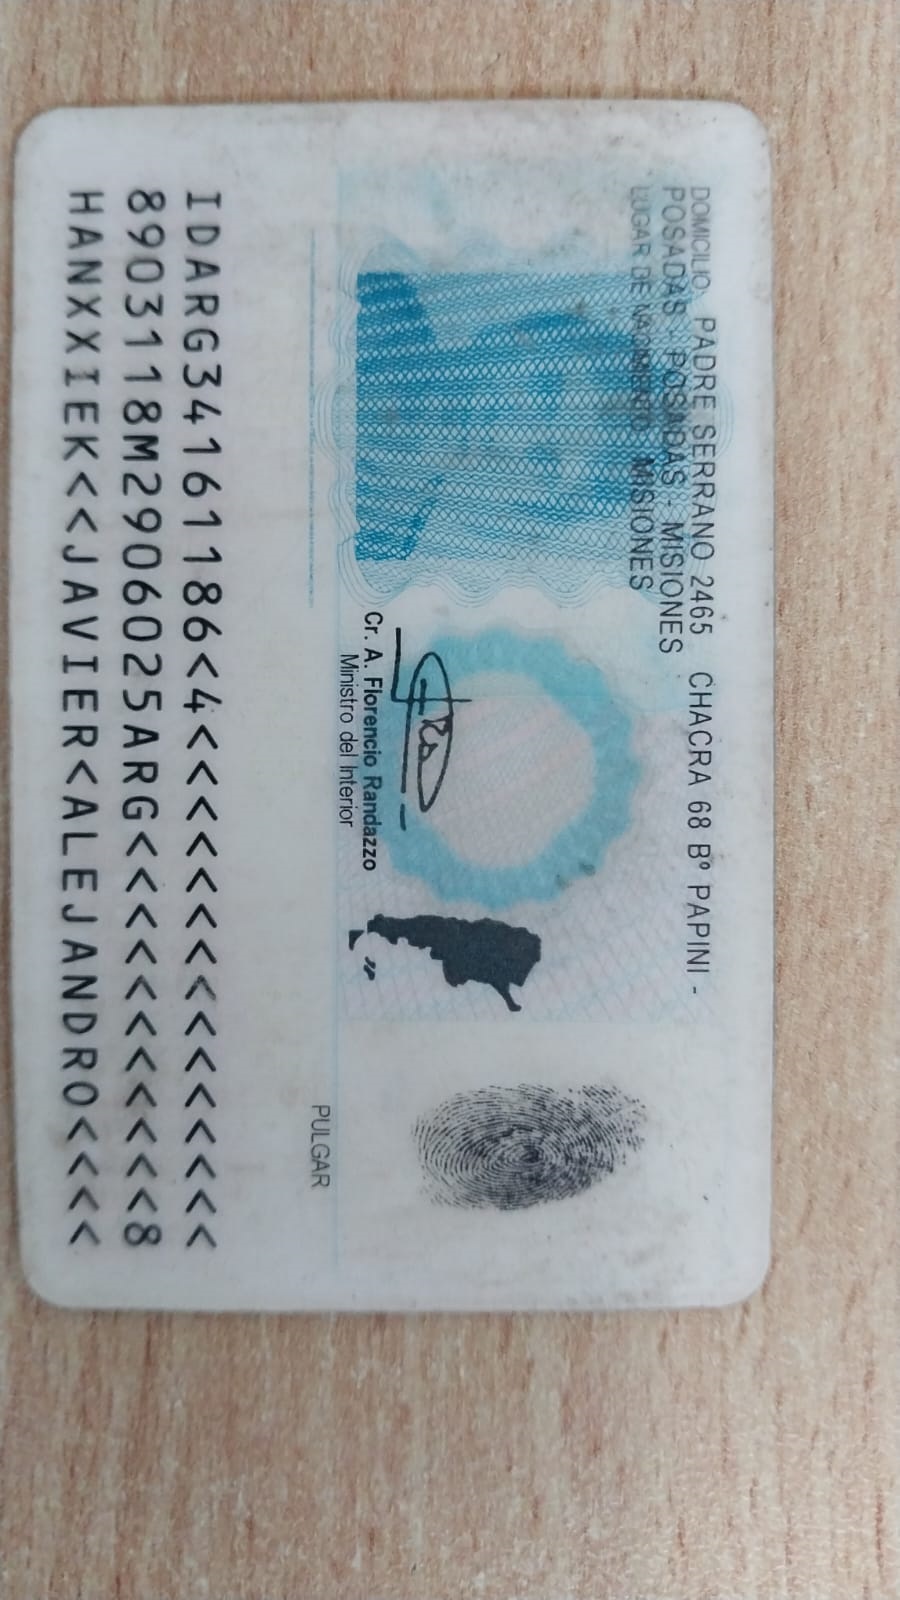 DOMICILIO: PADRE SERRANO 2465 CHACRA 68 Bº PAPINI -
POSADAS - POSADAS - MISIONES
LUGAR DE NACIMIENTO: MISIONES
Cr. A. Florencio Randazzo
Ministro del Interior
PULGAR
IDARG34161186<4<<<<<<<<<<<<<<<
8903118M2906025ARG<<<<<<<<<<<8
HANXXIEK<<JAVIER<ALEJANDRO<<<<